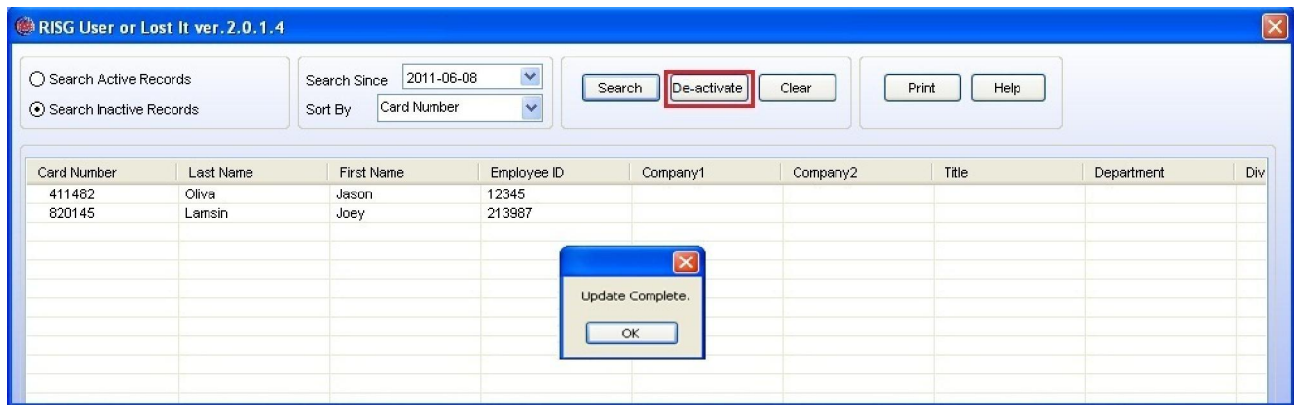 RISG User or Lost It ver. 2.0.1.4
Search Active Records
Search Inactive Records
Search Since 2011-06-08
Sort By Card Number
Search De-activate Clear
Print Help
Card Number Last Name First Name Employee ID Company1 Company2 Title Department Div
411482 Oliva Jason 12345
820145 Lamsin Joey 213987
Update Complete.
OK